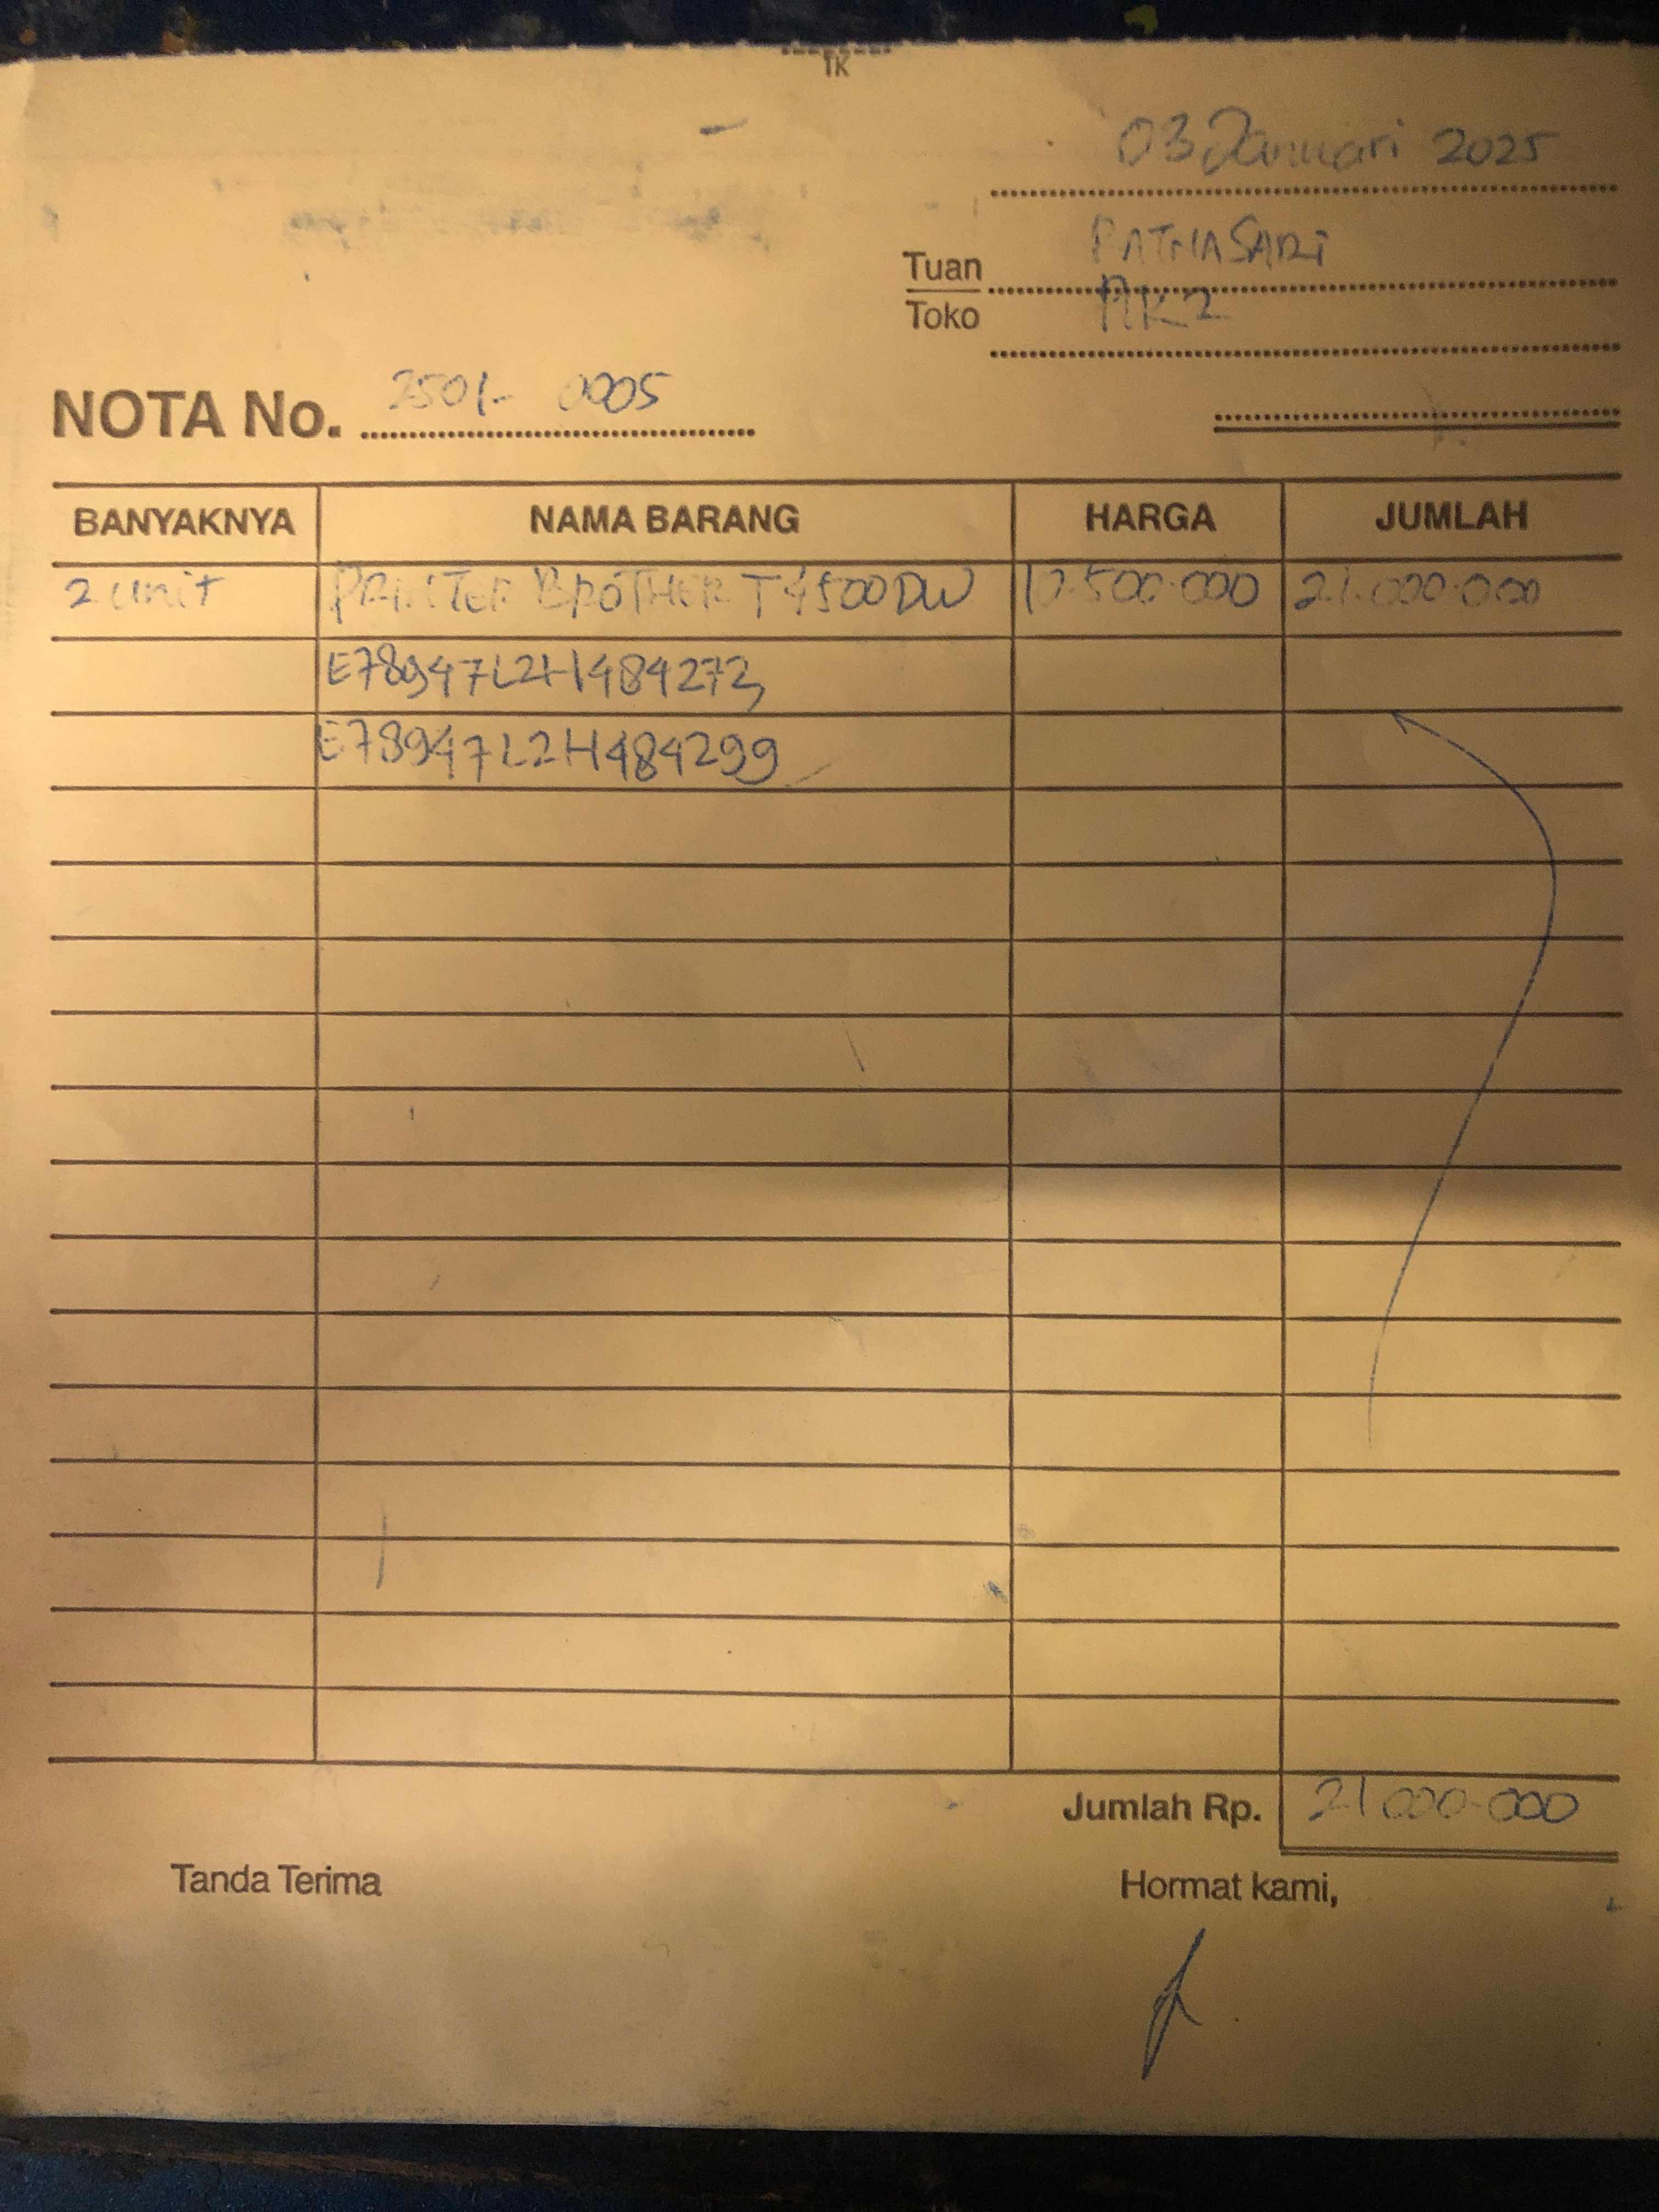 TK
03 Januari 2025
Tuan
Toko
PATNASARI
MK2
NOTA No. 2501- 0005
BANYAKNYA NAMA BARANG HARGA JUMLAH
2 unit PRINTER BROTHER T4500DW 10.500.000 21.000.000
E78947L2H484273
E78947L2H484299
Jumlah Rp. 21 000.000
Tanda Terima Hormat kami,